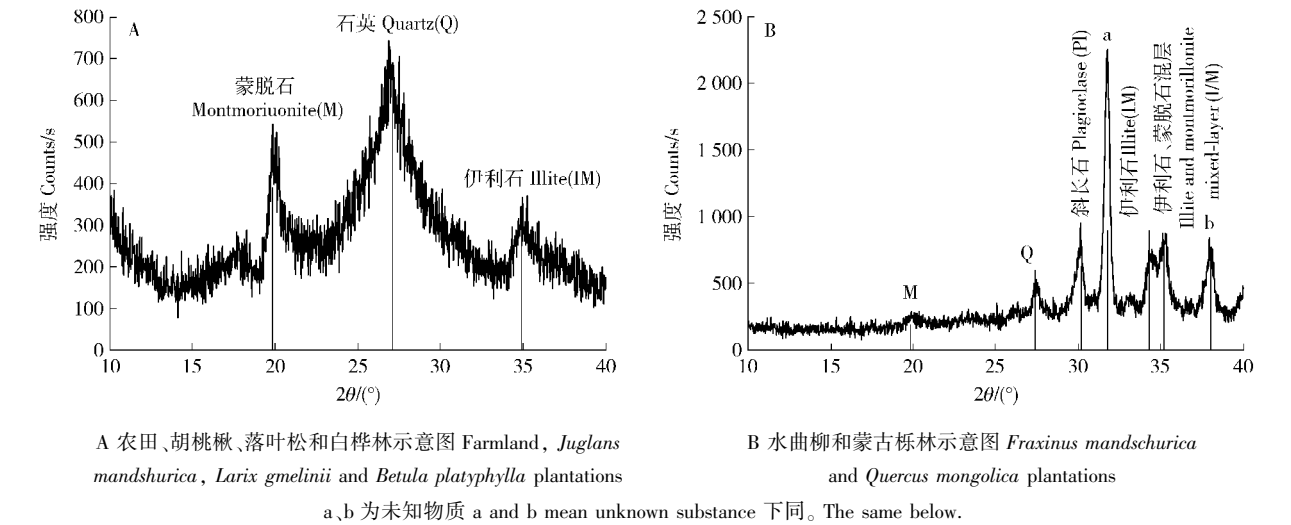 A
800
700
600
500
400
300
200
100
0
强度 Counts/s
石英 Quartz(Q)
蒙脱石
Montmoriuonite(M)
伊利石 Illite(IM)
10
15
20
25
30
35
40
2θ/(°)
B
2 500
2 000
1 500
1 000
500
0
强度 Counts/s
M
Q
斜长石 Plagioclase (Pl)
a
伊利石Illite(IM)
伊利石、蒙脱石混层
Illite and montmorillonite
mixed-layer (I/M)
b
10
15
20
25
30
35
40
2θ/(°)
A 农田、胡桃楸、落叶松和白桦林示意图 Farmland, Juglans
mandshurica, Larix gmelinii and Betula platyphylla plantations
B 水曲柳和蒙古栎林示意图 Fraxinus mandschurica
and Quercus mongolica plantations
a、b 为未知物质 a and b mean unknown substance 下同。The same below.